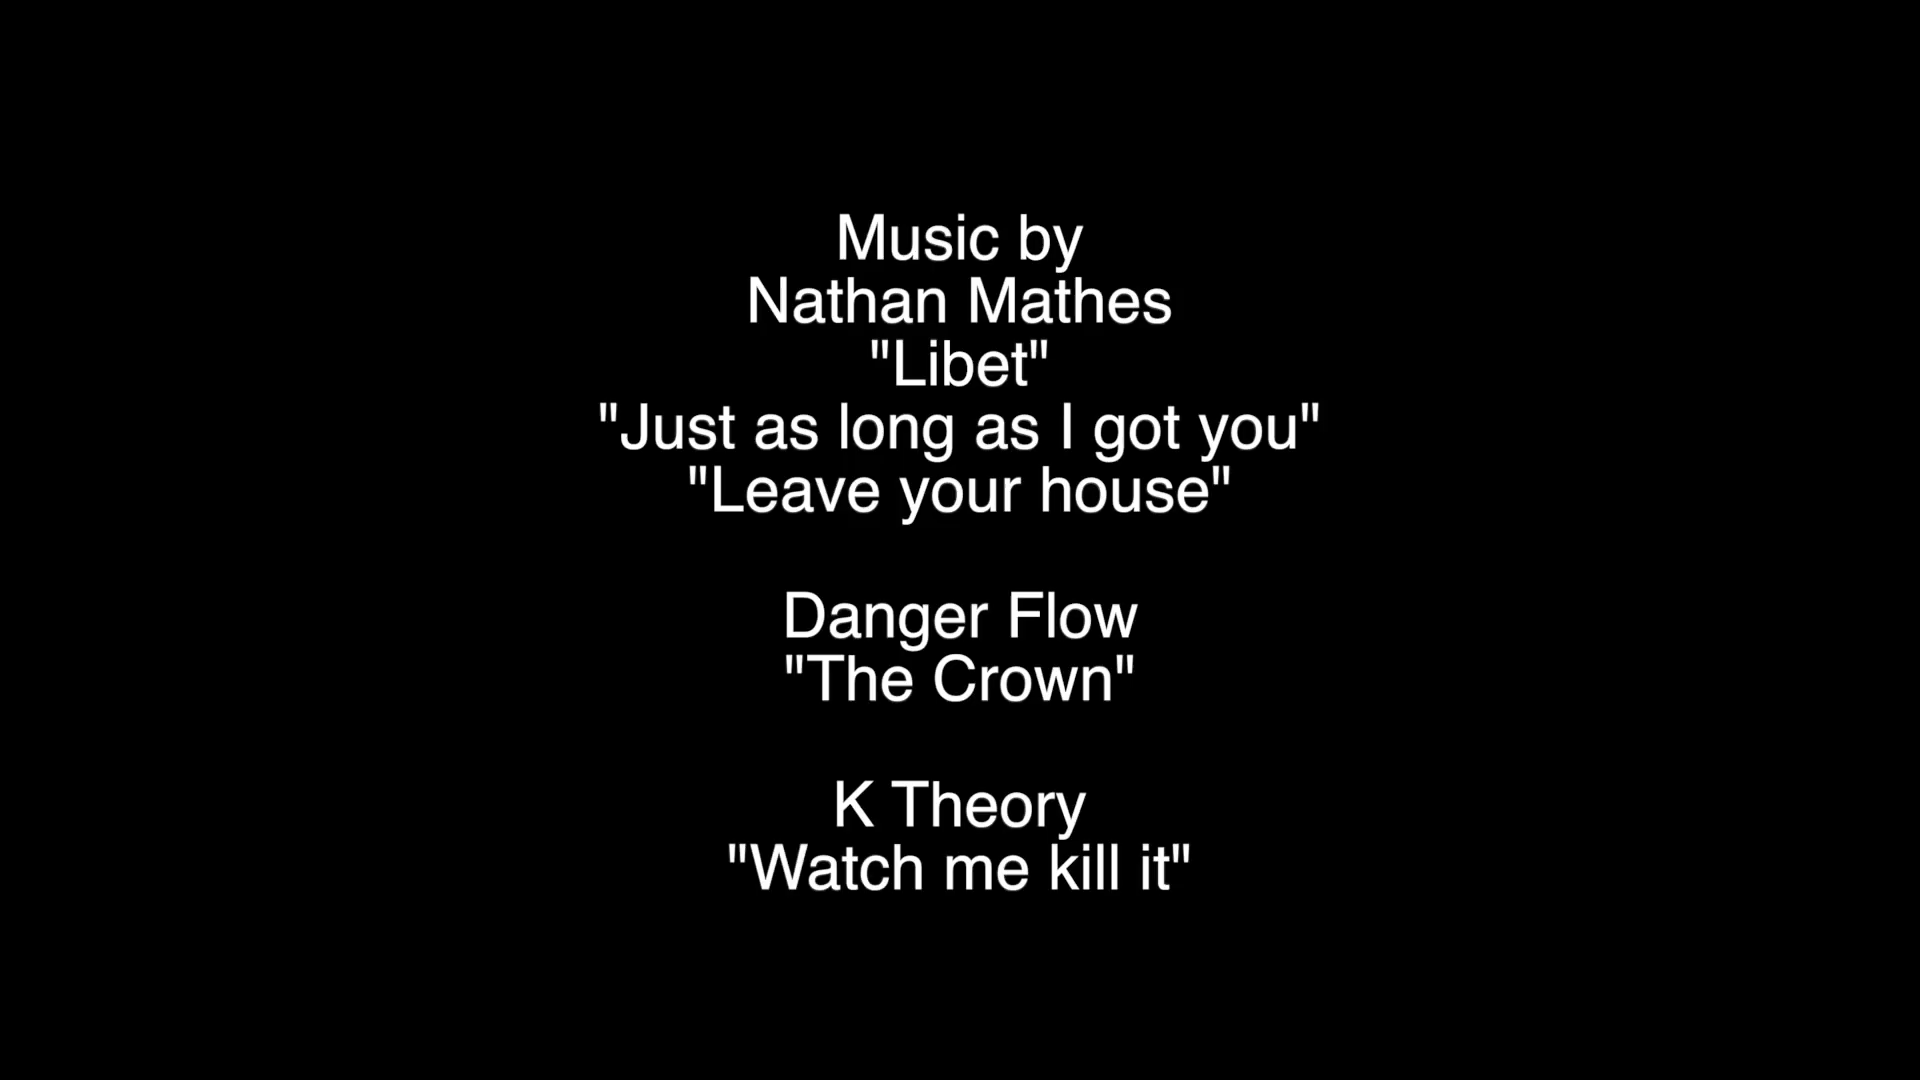 Music by
Nathan Mathes
"Libet"
"Just as long as I got you"
"Leave your house"
Danger Flow
"The Crown"
K Theory
"Watch me kill it"